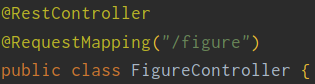 @RestController
@RequestMapping("/figure")
public class FigureController {